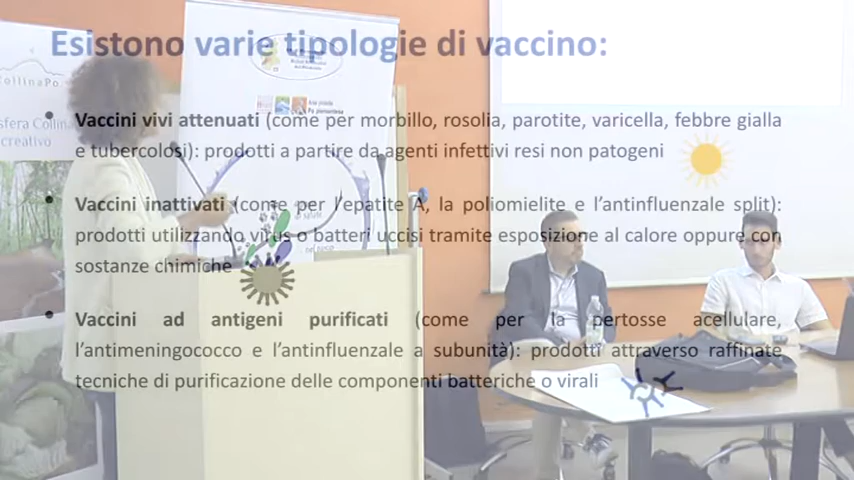 Esistono varie tipologie di vaccino:
CollinaPo
• Vaccini vivi attenuati (come per morbillo, rosolia, parotite, varicella, febbre gialla
e tubercolosi): prodotti a partire da agenti infettivi resi non patogeni
• Vaccini inattivati (come per l'epatite A, la poliomielite e l'antinfluenzale split):
prodotti utilizzando virus o batteri uccisi tramite esposizione al calore oppure con
sostanze chimiche
• Vaccini ad antigeni purificati (come per la pertosse acellulare,
l'antimeningococco e l'antinfluenzale a subunità): prodotti attraverso raffinate
tecniche di purificazione delle componenti batteriche o virali